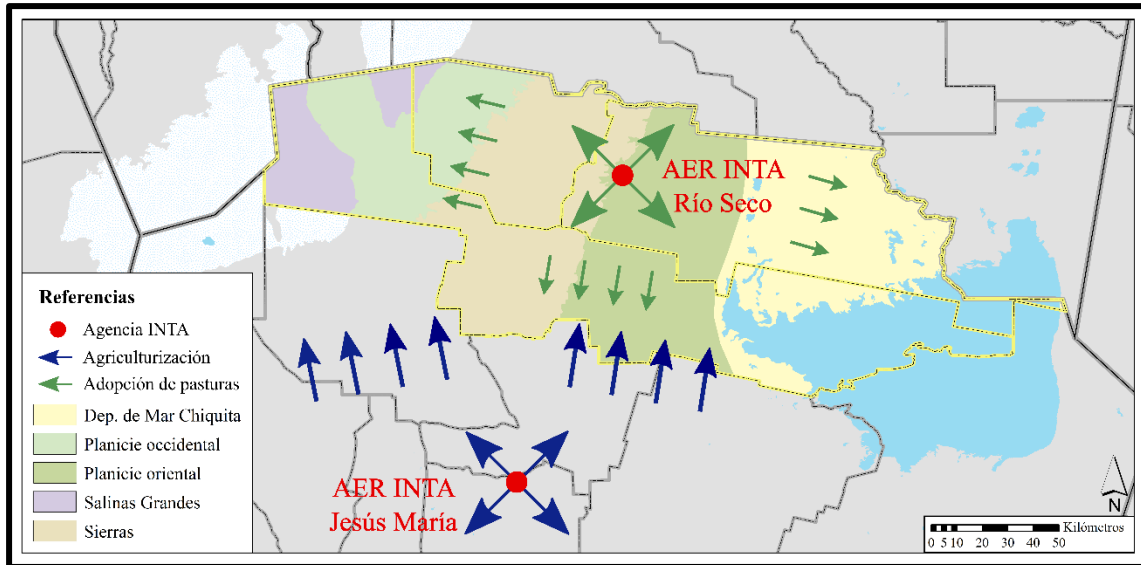 AER INTA
Río Seco
Referencias
Agencia INTA
Agriculturización
Adopción de pasturas
Dep. de Mar Chiquita
Planicie occidental
Planicie oriental
Salinas Grandes
Sierras
AER INTA
Jesús María
N
Kilómetros
0 5 10 20 30 40 50